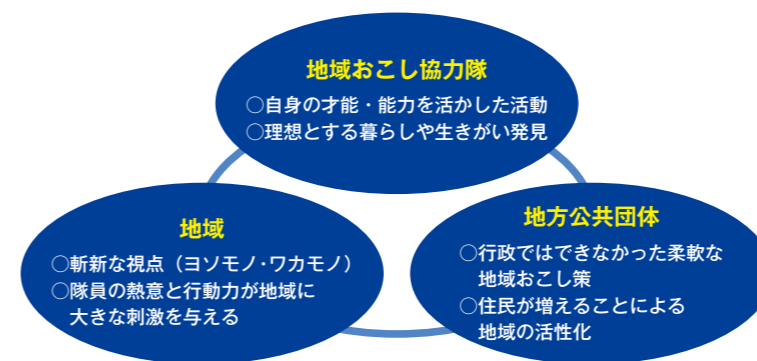 地域おこし協力隊
○自身の才能・能力を活かした活動
○理想とする暮らしや生きがい発見
地域
○斬新な視点（ヨソモノ・ワカモノ）
○隊員の熱意と行動力が地域に
大きな刺激を与える
地方公共団体
○行政ではできなかった柔軟な
地域おこし策
○住民が増えることによる
地域の活性化